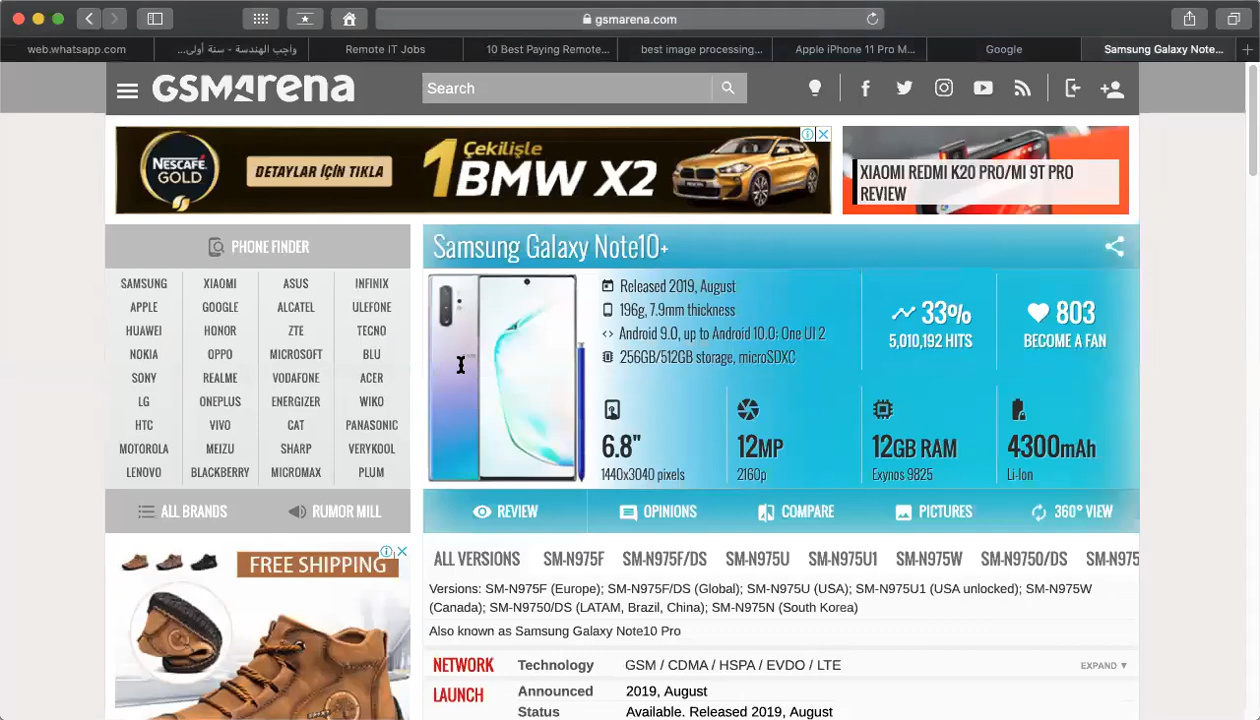 gsmarena.com
web.whatsapp.com
واجب الهندسة - سنة أولى...
Remote IT Jobs
10 Best Paying Remote...
best image processing...
Apple iPhone 11 Pro M...
Google
Samsung Galaxy Note...
GSMArena
Search
NESCAFÉ GOLD
DETAYLAR İÇİN TIKLA
Çekilişle
1 BMW X2
XIAOMI REDMI K20 PRO/MI 9T PRO
REVIEW
PHONE FINDER
SAMSUNG XIAOMI ASUS INFINIX
APPLE GOOGLE ALCATEL ULEFONE
HUAWEI HONOR ZTE TECNO
NOKIA OPPO MICROSOFT BLU
SONY REALME VODAFONE ACER
LG ONEPLUS ENERGIZER WIKO
HTC VIVO CAT PANASONIC
MOTOROLA MEIZU SHARP VERYKOOL
LENOVO BLACKBERRY MICROMAX PLUM
ALL BRANDS RUMOR MILL
Samsung Galaxy Note10+
Released 2019, August
196g, 7.9mm thickness
Android 9.0, up to Android 10.0; One UI 2
256GB/512GB storage, microSDXC
33%
5,010,192 HITS
803
BECOME A FAN
6.8"
1440x3040 pixels
12MP
2160p
12GB RAM
Exynos 9825
4300mAh
Li-Ion
REVIEW OPINIONS COMPARE PICTURES 360° VIEW
FREE SHIPPING
ALL VERSIONS SM-N975F SM-N975F/DS SM-N975U SM-N975U1 SM-N975W SM-N9750/DS SM-N975
Versions: SM-N975F (Europe); SM-N975F/DS (Global); SM-N975U (USA); SM-N975U1 (USA unlocked); SM-N975W
(Canada); SM-N9750/DS (LATAM, Brazil, China); SM-N975N (South Korea)
Also known as Samsung Galaxy Note10 Pro
NETWORK Technology GSM / CDMA / HSPA / EVDO / LTE EXPAND ▼
LAUNCH Announced 2019, August
Status Available. Released 2019, August